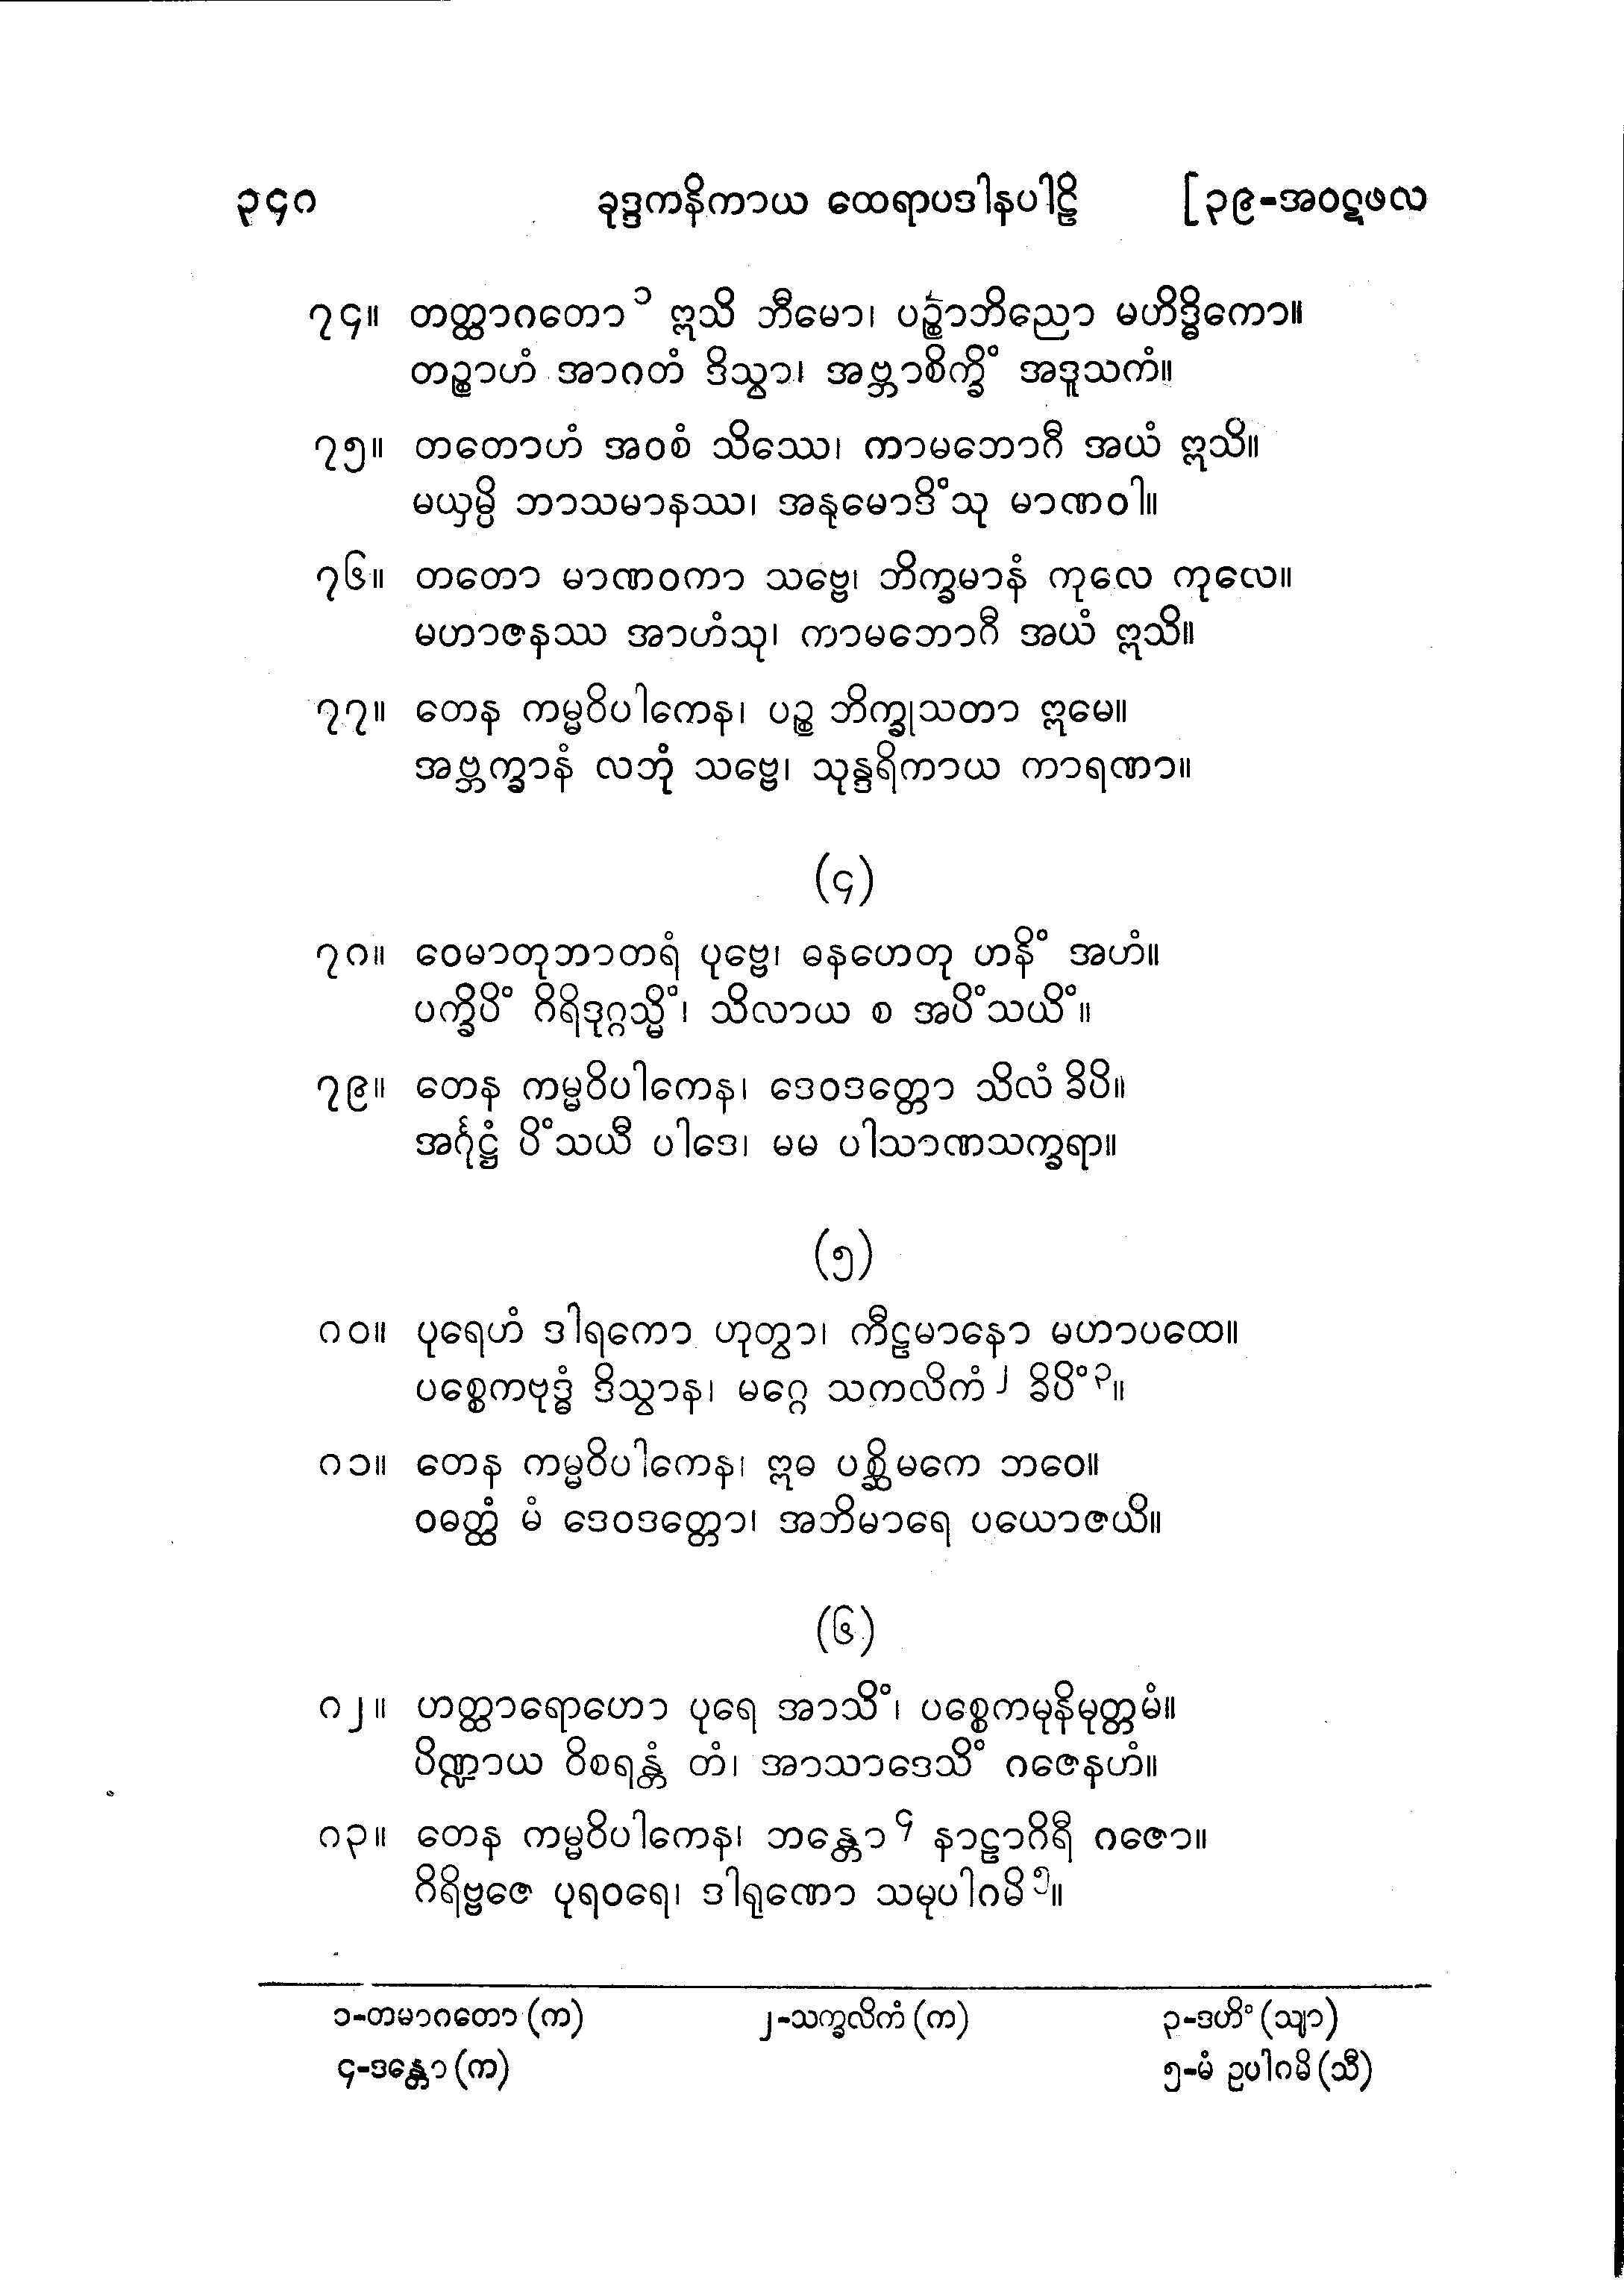 ၃၄၈ ခုဒ္ဒကနိကာယ ထေရာပဒါနပါဠိ [၃၉-အဝဋဖလ
၇၄။ တတ္ထာဂတော၁ ဣသိ ဘီမော၊ ပဉ္စာဘိညော မဟိဒ္ဓိကော။
တဉ္စာဟံ အာဂတံ ဒိသွာ၊ အဗ္ဘာစိက္ခိံ အဒူသကံ။
၇၅။ တတောဟံ အဝစံ သိဿေ၊ ကာမဘောဂီ အယံ ဣသိ။
မယှမ္ပိ ဘာသမာနဿ၊ အနုမောဒိံသု မာဏဝါ။
၇၆။ တတော မာဏဝကာ သဗ္ဗေ၊ ဘိက္ခမာနံ ကုလေ ကုလေ။
မဟာဇနဿ အာဟံသု၊ ကာမဘောဂီ အယံ ဣသိ။
၇၇။ တေန ကမ္မဝိပါကေန၊ ပဉ္စ ဘိက္ခုသတာ ဣမေ။
အဗ္ဘက္ခာနံ လဘုံ သဗ္ဗေ၊ သုန္ဒရိကာယ ကာရဏာ။
(၄)
၇၈။ ဝေမာတုဘာတရံ ပုဗ္ဗေ၊ ဓနဟေတု ဟနိံ အဟံ။
ပက္ခိပိံ ဂိရိဒုဂ္ဂသ္မိံ၊ သိလာယ စ အပိံသယိံ။
၇၉။ တေန ကမ္မဝိပါကေန၊ ဒေဝဒတ္တော သိလံ ခိပိ။
အင်္ဂုဋ္ဌံ ပိံသယီ ပါဒေ၊ မမ ပါသာဏသက္ခရာ။
(၅)
၈၀။ ပုရေဟံ ဒါရကော ဟုတွာ၊ ကီဠမာနော မဟာပထေ။
ပစ္စေကဗုဒ္ဓံ ဒိသွာန၊ မဂ္ဂေ သကလိကံ၂ ခိပိံ၃။
၈၁။ တေန ကမ္မဝိပါကေန၊ ဣဓ ပစ္ဆိမကေ ဘဝေ။
ဝဓတ္ထံ မံ ဒေဝဒတ္တော၊ အဘိမာရေ ပယောဇယိ။
(၆)
၈၂။ ဟတ္ထာရောဟော ပုရေ အာသိံ၊ ပစ္စေကမုနိမုတ္တမံ။
ပိဏ္ဍာယ ဝိစရန္တံ တံ၊ အာသာဒေသိံ ဂဇေနဟံ။
၈၃။ တေန ကမ္မဝိပါကေန၊ ဘန္တော၄ နာဠာဂိရီ ဂဇော။
ဂိရိဗ္ဗဇေ ပုရဝရေ၊ ဒါရုဏော သမုပါဂမိ၅။
၁-တမာဂတော (က) ၂-သက္ခလိကံ (က) ၃-ဒဟိံ (သျာ)
၄-ဒန္တော (က) ၅-မံ ဥပါဂမိ (သီ)